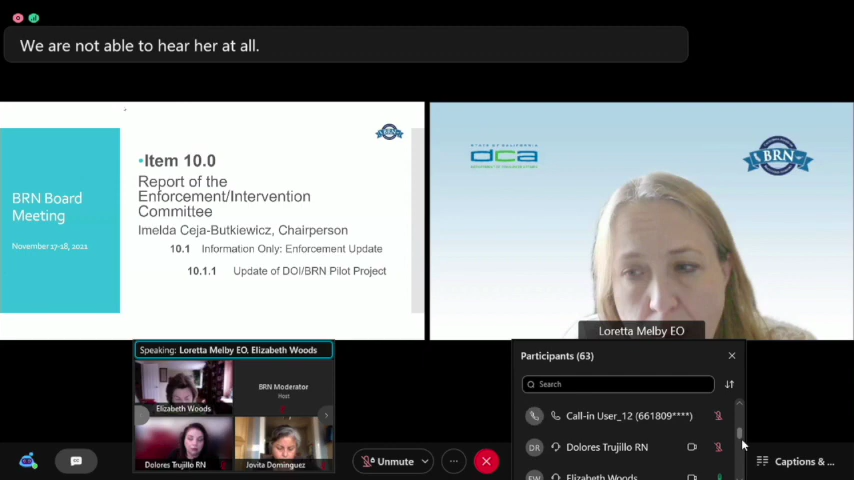 We are not able to hear her at all.
BRN
•Item 10.0
Report of the
Enforcement/Intervention
Committee
Imelda Ceja-Butkiewicz, Chairperson
10.1 Information Only: Enforcement Update
10.1.1 Update of DOI/BRN Pilot Project
BRN Board
Meeting
November 17-18, 2021
STATE OF CALIFORNIA
dca
BRN
Loretta Melby EO
Speaking: Loretta Melby EO, Elizabeth Woods
Elizabeth Woods
BRN Moderator
Host
Dolores Trujillo RN
Jovita Dominguez
Participants (63)
Search
Call-in User_12 (661809****)
DR Dolores Trujillo RN
EW Elizabeth Woods
Unmute
Captions & ...